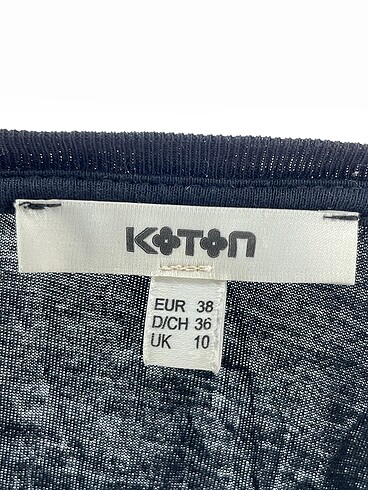 KOTON
EUR 38
D/CH 36
UK 10